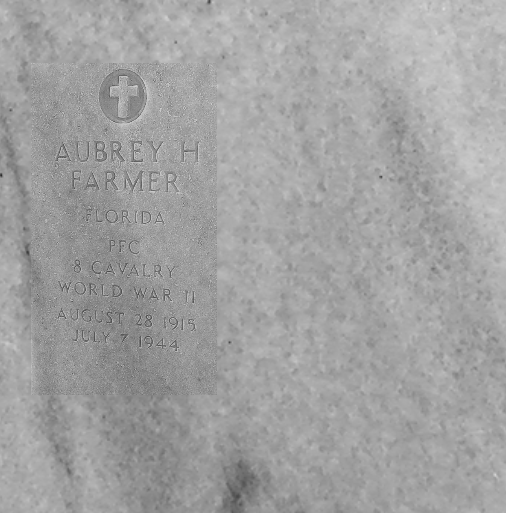 AUBREY H
FARMER
FLORIDA
PFC
8 CAVALRY
WORLD WAR II
AUGUST 28 1915
JULY 7 1944